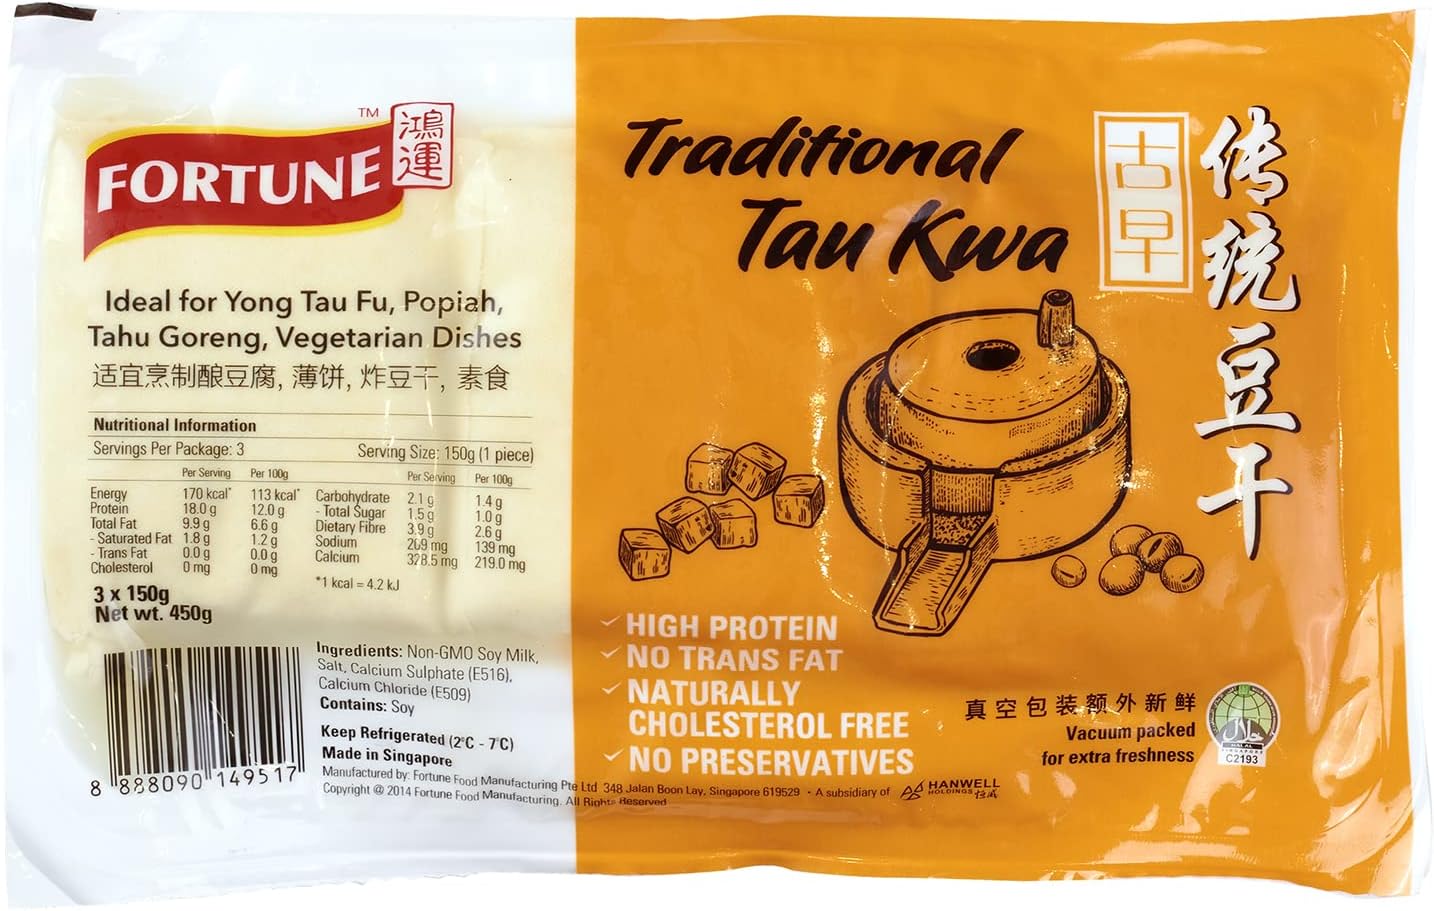 TM
FORTUNE
鴻運
Ideal for Yong Tau Fu, Popiah,
Tahu Goreng, Vegetarian Dishes
适宜烹制酿豆腐, 薄饼, 炸豆干, 素食
Nutritional Information
Servings Per Package: 3 Serving Size: 150g (1 piece)
Per Serving Per 100g Per Serving Per 100g
Energy 170 kcal* 113 kcal* Carbohydrate 2.1 g 1.4 g
Protein 18.0 g 12.0 g - Total Sugar 1.5 g 1.0 g
Total Fat 9.9 g 6.6 g Dietary Fibre 3.9 g 2.6 g
- Saturated Fat 1.8 g 1.2 g Sodium 209 mg 139 mg
- Trans Fat 0.0 g 0.0 g Calcium 328.5 mg 219.0 mg
Cholesterol 0 mg 0 mg
*1 kcal = 4.2 kJ
3 x 150g
Net wt. 450g
8 888090 149517
Ingredients: Non-GMO Soy Milk,
Salt, Calcium Sulphate (E516),
Calcium Chloride (E509)
Contains: Soy
Keep Refrigerated (2°C - 7°C)
Made in Singapore
Manufactured by: Fortune Food Manufacturing Pte Ltd 348 Jalan Boon Lay, Singapore 619529 • A subsidiary of HANWELL HOLDINGS
Copyright @ 2014 Fortune Food Manufacturing. All Rights Reserved
Traditional
Tau Kwa
古早
传统豆干
HIGH PROTEIN
NO TRANS FAT
NATURALLY
CHOLESTEROL FREE
NO PRESERVATIVES
真空包装额外新鲜
Vacuum packed
for extra freshness
HALAL
SINGAPORE
C2193